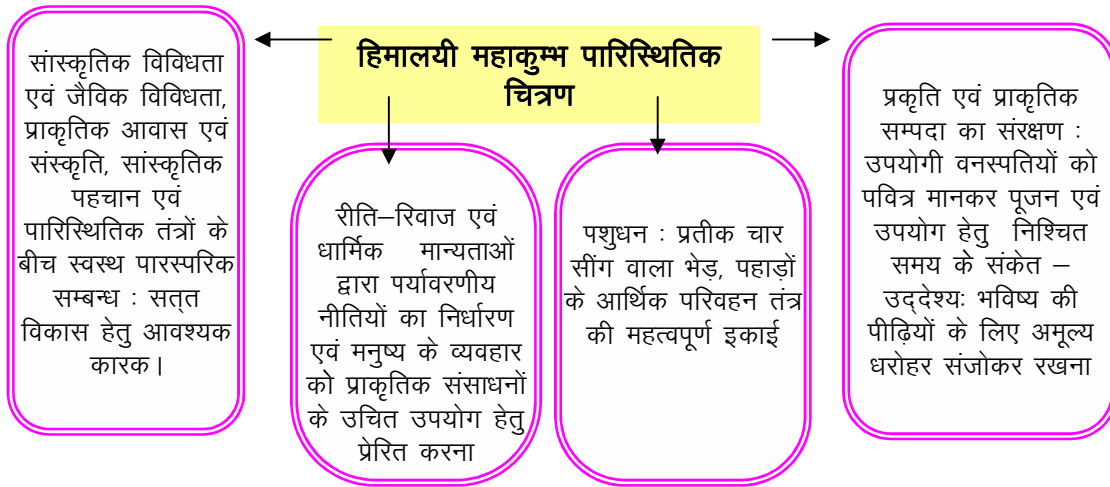 हिमालयी महाकुम्भ पारिस्थितिक
चित्रण
सांस्कृतिक विविधता
एवं जैविक विविधता,
प्राकृतिक आवास एवं
संस्कृति, सांस्कृतिक
पहचान एवं
पारिस्थितिक तंत्रों के
बीच स्वस्थ पारस्परिक
सम्बन्ध : सत्त्
विकास हेतु आवश्यक
कारक।
रीति–रिवाज एवं
धार्मिक मान्यताओं
द्वारा पर्यावरणीय
नीतियों का निर्धारण
एवं मनुष्य के व्यवहार
को प्राकृतिक संसाधनों
के उचित उपयोग हेतु
प्रेरित करना
पशुधन : प्रतीक चार
सींग वाला भेड़, पहाड़ों
के आर्थिक परिवहन तंत्र
की महत्वपूर्ण इकाई
प्रकृति एवं प्राकृतिक
सम्पदा का संरक्षण :
उपयोगी वनस्पतियों को
पवित्र मानकर पूजन एवं
उपयोग हेतु निश्चित
समय के संकेत –
उद्देश्यः भविष्य की
पीढ़ियों के लिए अमूल्य
धरोहर संजोकर रखना